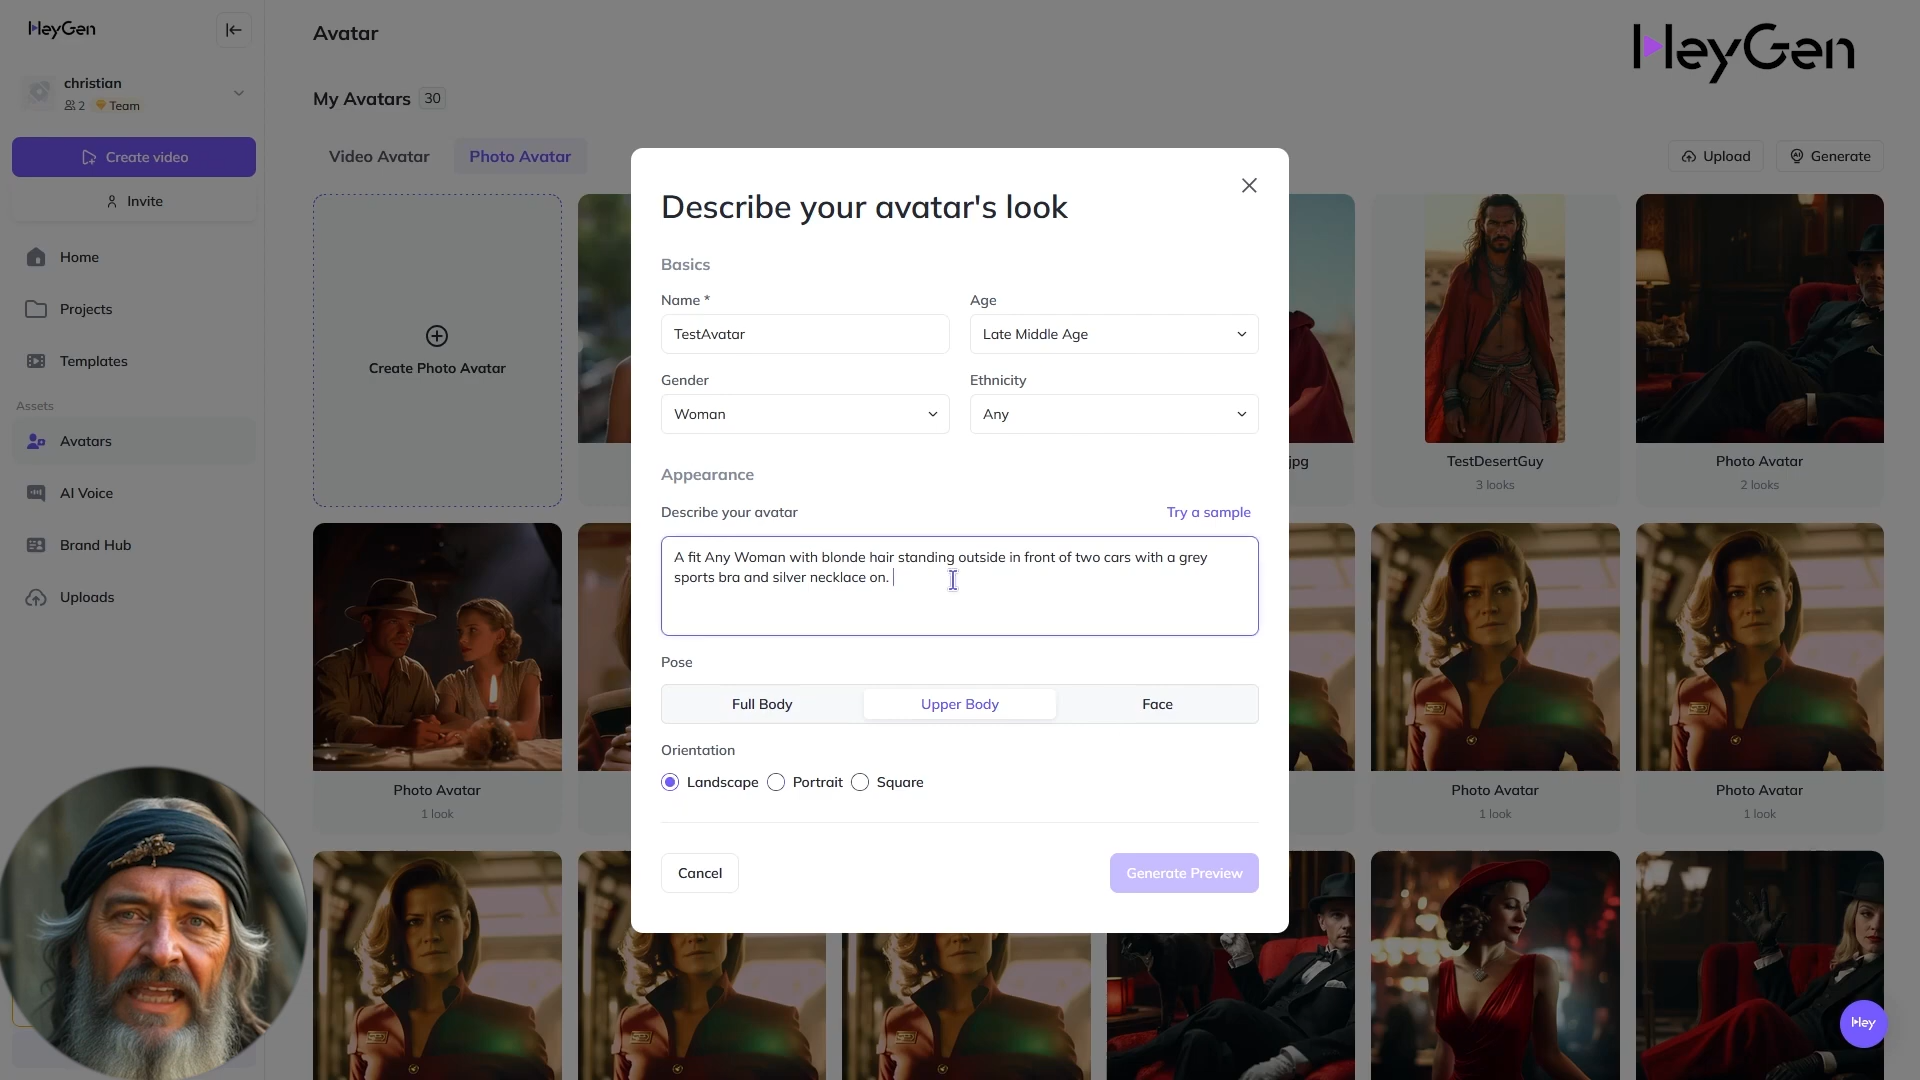 HeyGen
christian
2
Team
Create video
Invite
Home
Projects
Templates
Assets
Avatars
AI Voice
Brand Hub
Uploads
Avatar
HeyGen
My Avatars 30
Video Avatar
Photo Avatar
Upload
Generate
Create Photo Avatar
jpg
TestDesertGuy
3 looks
Photo Avatar
2 looks
Photo Avatar
1 look
Photo Avatar
1 look
Photo Avatar
1 look
Describe your avatar's look
Basics
Name *
Age
TestAvatar
Late Middle Age
Gender
Ethnicity
Woman
Any
Appearance
Describe your avatar
Try a sample
A fit Any Woman with blonde hair standing outside in front of two cars with a grey
sports bra and silver necklace on.
Pose
Full Body
Upper Body
Face
Orientation
Landscape
Portrait
Square
Cancel
Generate Preview
Hey